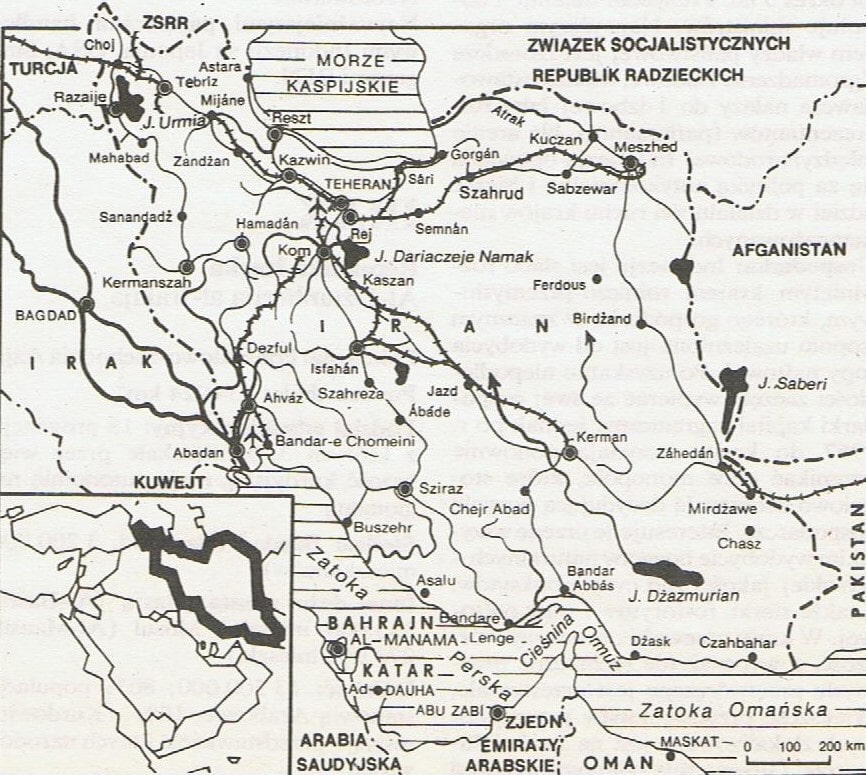 ZSRR
Choj
TURCJA
Astara
Tebriz
Mijáne
Razaije
J. Urmia
Mahabad
Zandżan
MORZE
KASPIJSKIE
Reszt
Kazwin
TEHERAN
Rej
ZWIĄZEK SOCJALISTYCZNYCH
REPUBLIK RADZIECKICH
Atrak
Kuczan
Meszhed
Gorgán
Sári
Szahrud
Sabzewar
Semnán
Sanandadż
Hamadán
Kom
J. Dariaczeje Namak
Kaszan
AFGANISTAN
Kermanszah
BAGDAD
IRAK
IRAN
Ferdous
Birdżand
Dezful
Isfahán
Szahreza
Jazd
J. Saberi
Ahváz
Ábáde
Bandar-e Chomeini
Abadan
Kerman
Záhedán
KUWEJT
Sziraz
Chejr Abad
Mirdżawe
Chasz
Buszehr
PAKISTAN
Zatoka
Perska
Asalu
Bandar
Abbás
J. Dżazmurian
BAHRAJN
Bandare
Lenge
AL-MANAMA
Cieśnina
Ormuz
Dżask
Czahbahar
KATAR
Ad-DAUHA
ABU ZABI
Zatoka Omańska
ARABIA
SAUDYJSKA
ZJEDN.
EMIRATY
ARABSKIE
MASKAT
OMAN
0 100 200 km